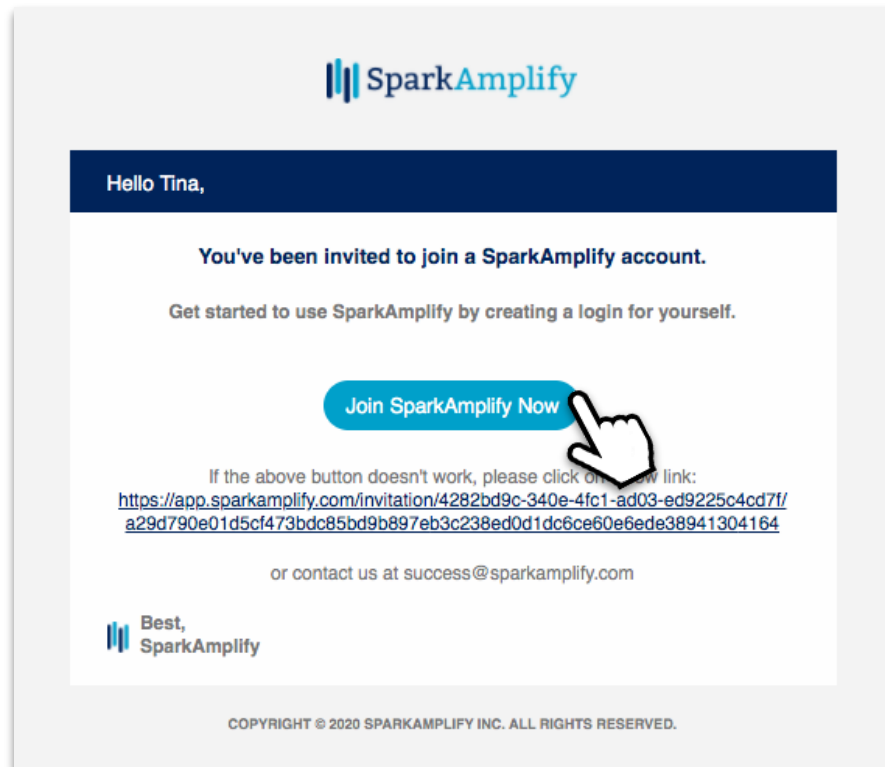 SparkAmplify
Hello Tina,
You've been invited to join a SparkAmplify account.
Get started to use SparkAmplify by creating a login for yourself.
Join SparkAmplify Now
If the above button doesn't work, please click on link:
https://app.sparkamplify.com/invitation/4282bd9c-340e-4fc1-ad03-ed9225c4cd7f/
a29d790e01d5cf473bdc85bd9b897eb3c238ed0d1dc6ce60e6ede38941304164
or contact us at success@sparkamplify.com
Best,
SparkAmplify
COPYRIGHT © 2020 SPARKAMPLIFY INC. ALL RIGHTS RESERVED.